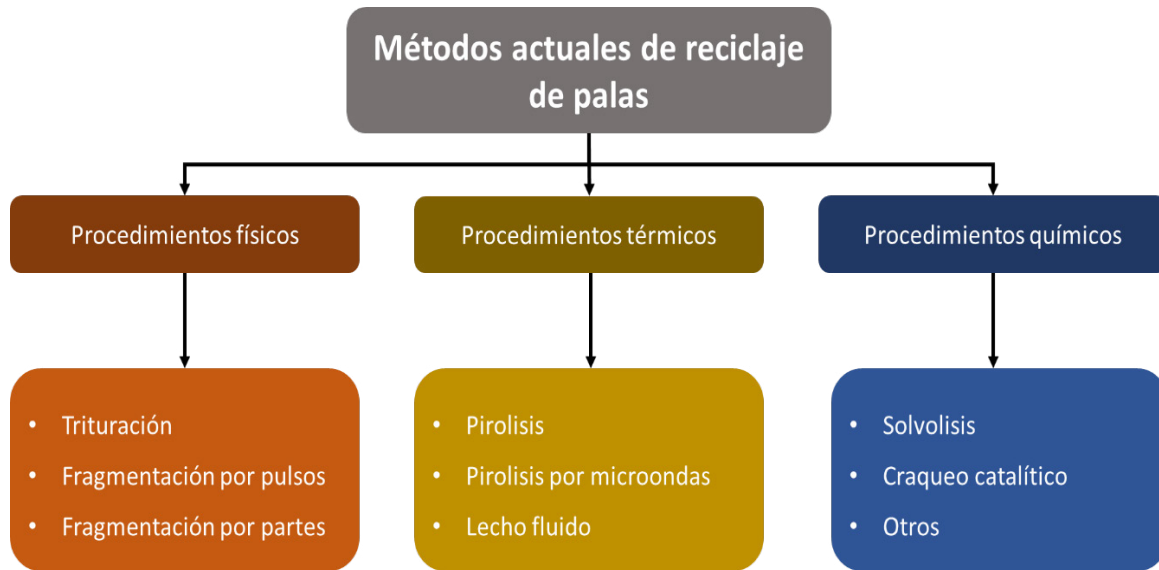 Métodos actuales de reciclaje
de palas
Procedimientos físicos
Procedimientos térmicos
Procedimientos químicos
• Trituración
• Fragmentación por pulsos
• Fragmentación por partes
• Pirolisis
• Pirolisis por microondas
• Lecho fluido
• Solvolisis
• Craqueo catalítico
• Otros